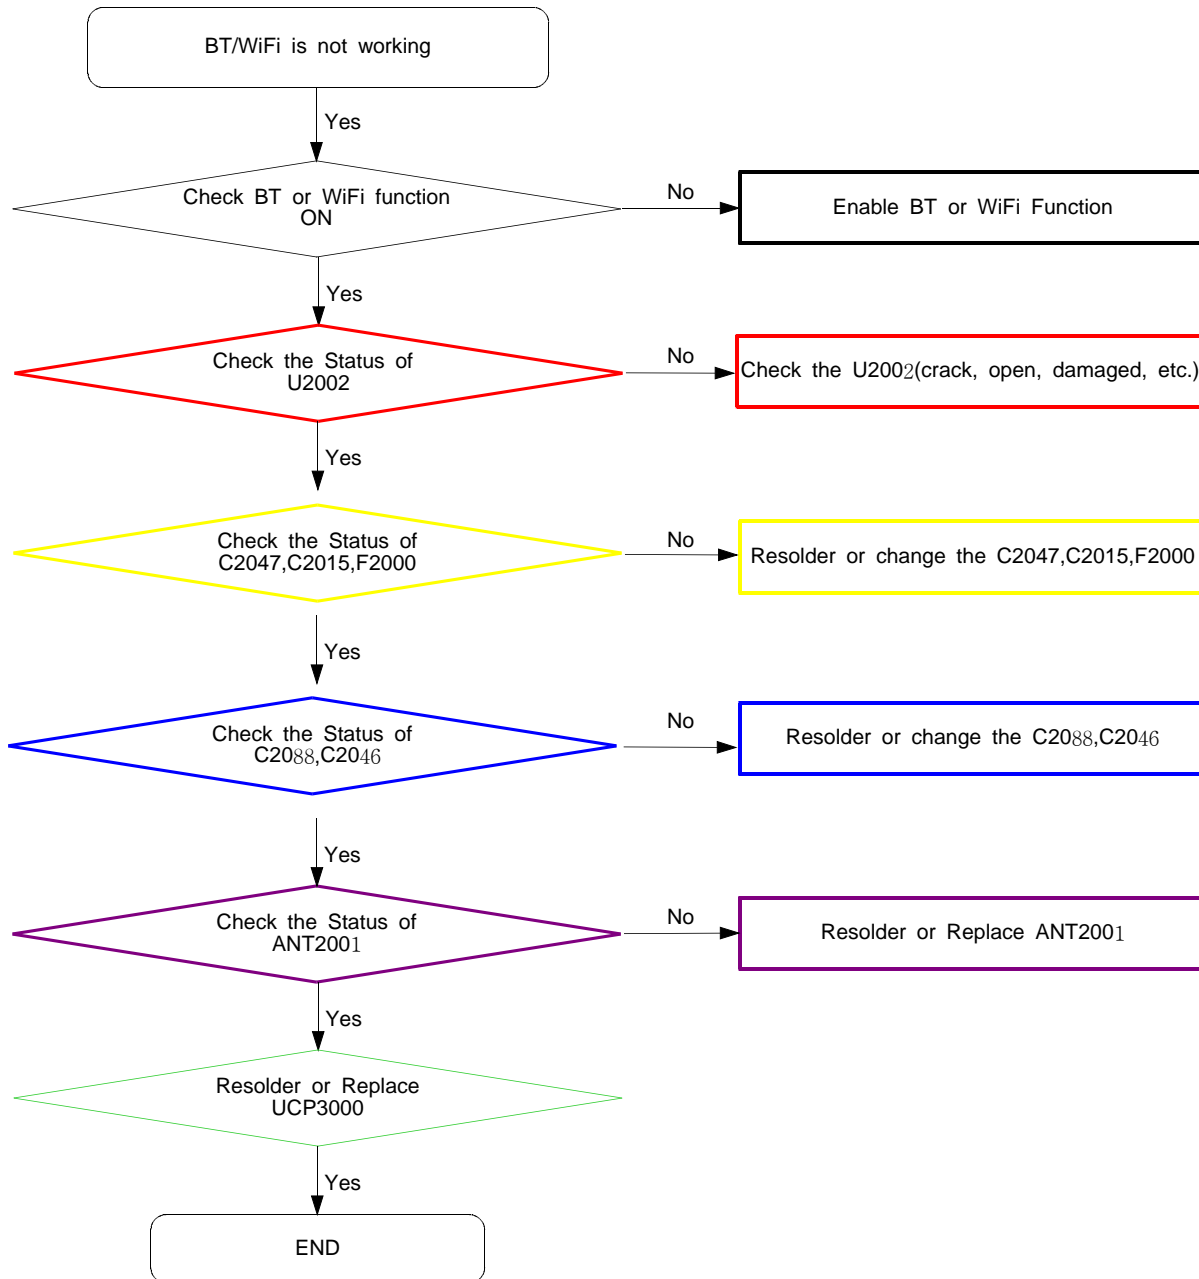 BT/WiFi is not working
Yes
Check BT or WiFi function
ON
No
Enable BT or WiFi Function
Yes
Check the Status of
U2002
No
Check the U2002(crack, open, damaged, etc.)
Yes
Check the Status of
C2047,C2015,F2000
No
Resolder or change the C2047,C2015,F2000
Yes
Check the Status of
C2088,C2046
No
Resolder or change the C2088,C2046
Yes
Check the Status of
ANT2001
No
Resolder or Replace ANT2001
Yes
Resolder or Replace
UCP3000
Yes
END